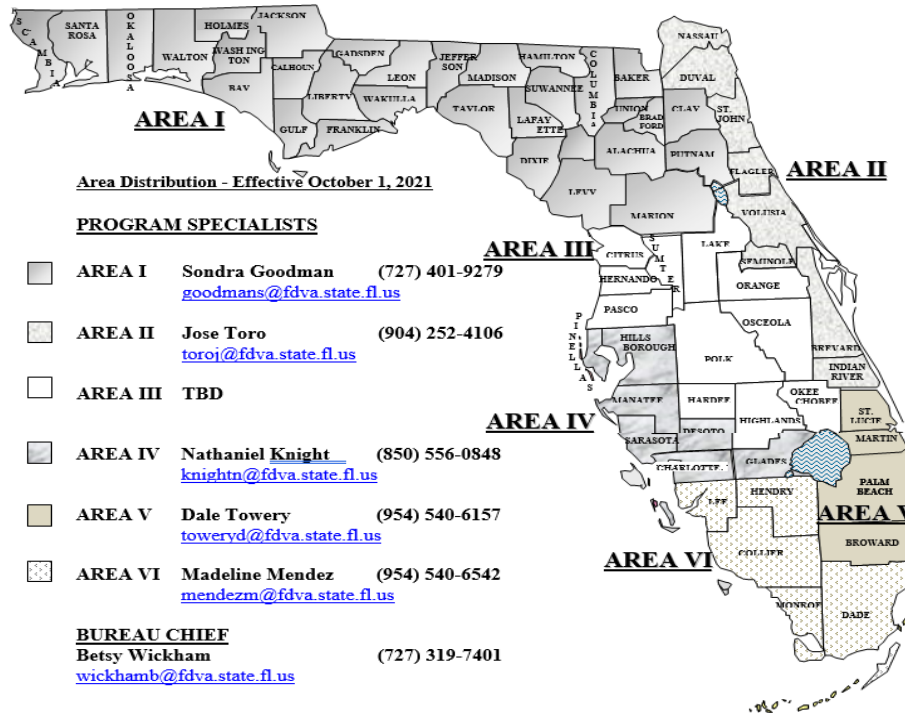 JACKSON
HOLMES
ESCAMBIA
SANTA
ROSA
OKALOOSA
WALTON
WASH ING
TON
GADSDEN
CALHOUN
LEON
JEFFER
SON
MADISON
HAMILTON
COLUMBIA
NASSAU
BAKER
DUVAL
BAY
LIBERTY
WAKULLA
TAYLOR
SUWANNEE
LAFAY
ETTE
UNION
BRAD
FORD
CLAY
ST.
JOHN
AREA I
GULF
FRANKLIN
DIXIE
ALACHUA
PUTNAM
AREA II
FLAGLER
Area Distribution - Effective October 1, 2021
LEVY
MARION
VOLUSIA
PROGRAM SPECIALISTS
AREA III
CITRUS
SUMTER
LAKE
SEMINOLE
AREA I Sondra Goodman (727) 401-9279
goodmans@fdva.state.fl.us
HERNANDO
ORANGE
PASCO
OSCEOLA
AREA II Jose Toro (904) 252-4106
toroj@fdva.state.fl.us
PINELLAS
HILLS
BOROUGH
POLK
BREVARD
INDIAN
RIVER
AREA III TBD
MANATEE
HARDEE
OKEE
CHOBEE
ST.
LUCIE
AREA IV
HIGHLANDS
DESOTO
SARASOTA
MARTIN
AREA IV Nathaniel Knight (850) 556-0848
knightn@fdva.state.fl.us
CHARLOTTE
GLADES
HENDRY
LEE
PALM
BEACH
AREA V Dale Towery (954) 540-6157
toweryd@fdva.state.fl.us
AREA V
BROWARD
AREA VI
COLLIER
AREA VI Madeline Mendez (954) 540-6542
mendezm@fdva.state.fl.us
MONROE
DADE
BUREAU CHIEF
Betsy Wickham (727) 319-7401
wickhamb@fdva.state.fl.us